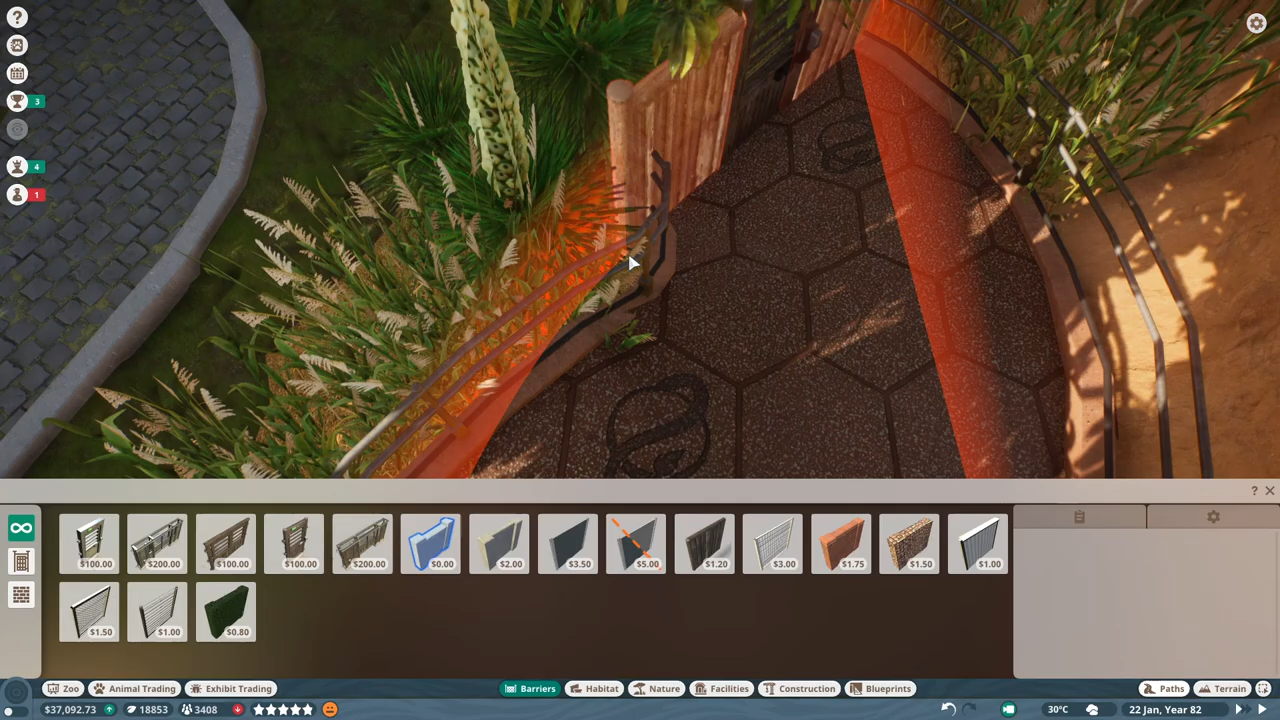 ?
3
4
1
?
$100.00 $200.00 $100.00 $100.00 $200.00 $0.00 $2.00 $3.50 $5.00 $1.20 $3.00 $1.75 $1.50 $1.00
$1.50 $1.00 $0.80
Zoo Animal Trading Exhibit Trading Barriers Habitat Nature Facilities Construction Blueprints Paths Terrain
$37,092.73 18853 3408 30°C 22 Jan, Year 82